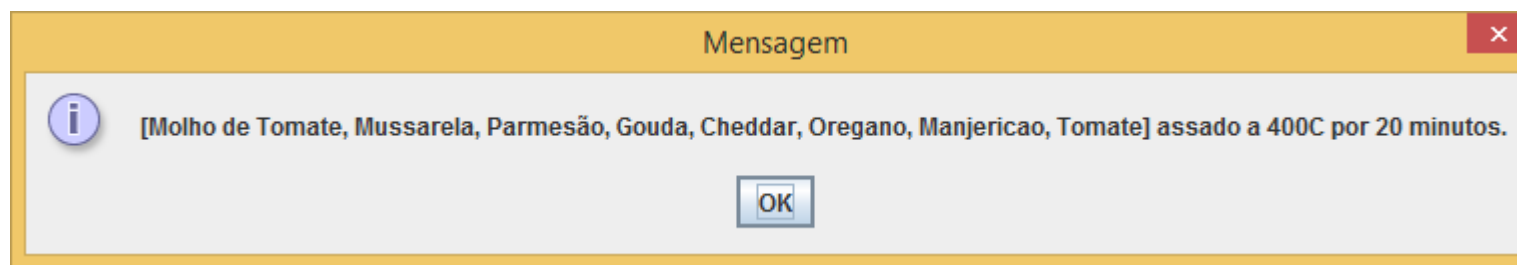 Mensagem
[Molho de Tomate, Mussarela, Parmesão, Gouda, Cheddar, Oregano, Manjericao, Tomate] assado a 400C por 20 minutos.
OK